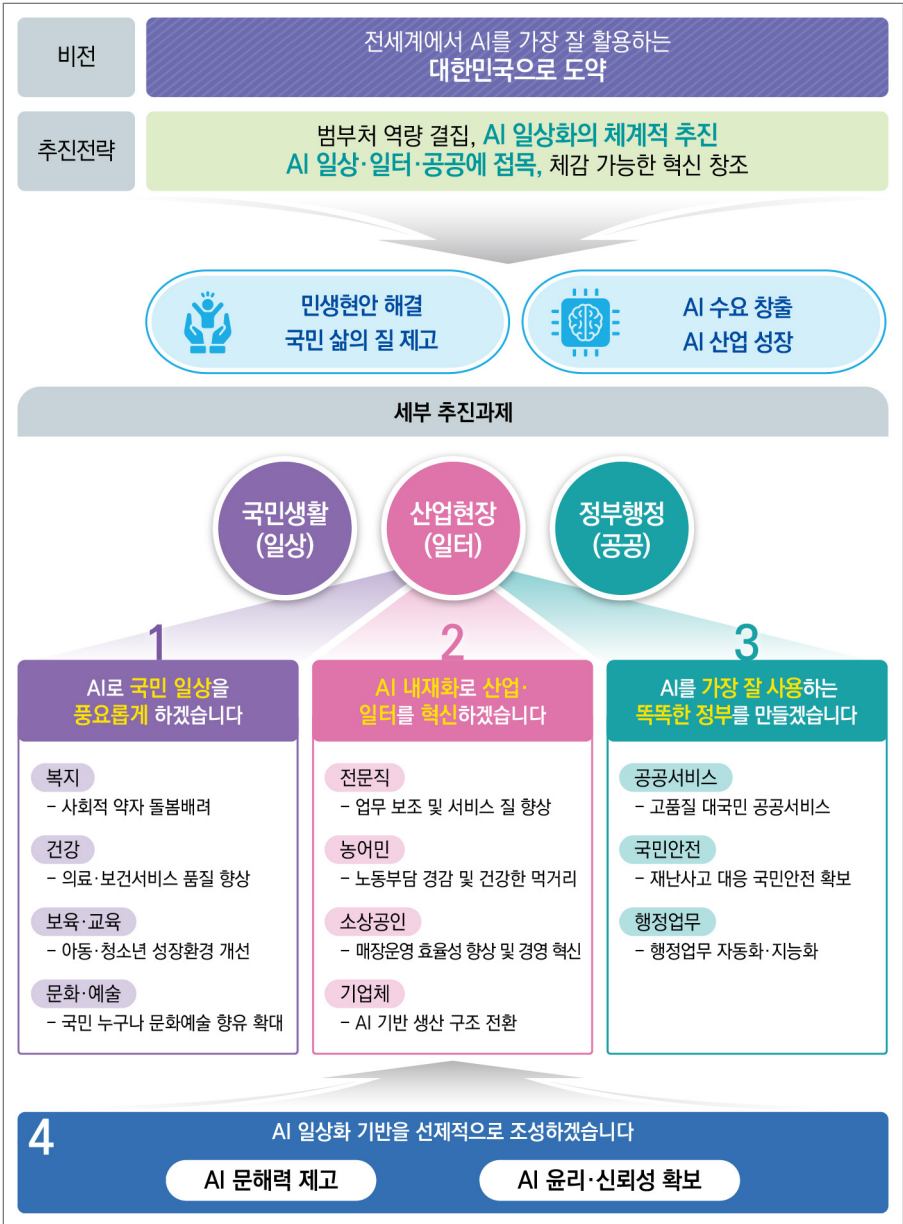 비전
전세계에서 AI를 가장 잘 활용하는
대한민국으로 도약
추진전략
범부처 역량 결집, AI 일상화의 체계적 추진
AI 일상·일터·공공에 접목, 체감 가능한 혁신 창조
민생현안 해결
국민 삶의 질 제고
AI 수요 창출
AI 산업 성장
세부 추진과제
국민생활
(일상)
산업현장
(일터)
정부행정
(공공)
1
AI로 국민 일상을
풍요롭게 하겠습니다
복지
– 사회적 약자 돌봄배려
건강
– 의료·보건서비스 품질 향상
보육·교육
– 아동·청소년 성장환경 개선
문화·예술
– 국민 누구나 문화예술 향유 확대
2
AI 내재화로 산업·
일터를 혁신하겠습니다
전문직
– 업무 보조 및 서비스 질 향상
농어민
– 노동부담 경감 및 건강한 먹거리
소상공인
– 매장운영 효율성 향상 및 경영 혁신
기업체
– AI 기반 생산 구조 전환
3
AI를 가장 잘 사용하는
똑똑한 정부를 만들겠습니다
공공서비스
– 고품질 대국민 공공서비스
국민안전
– 재난사고 대응 국민안전 확보
행정업무
– 행정업무 자동화·지능화
4
AI 일상화 기반을 선제적으로 조성하겠습니다
AI 문해력 제고
AI 윤리·신뢰성 확보